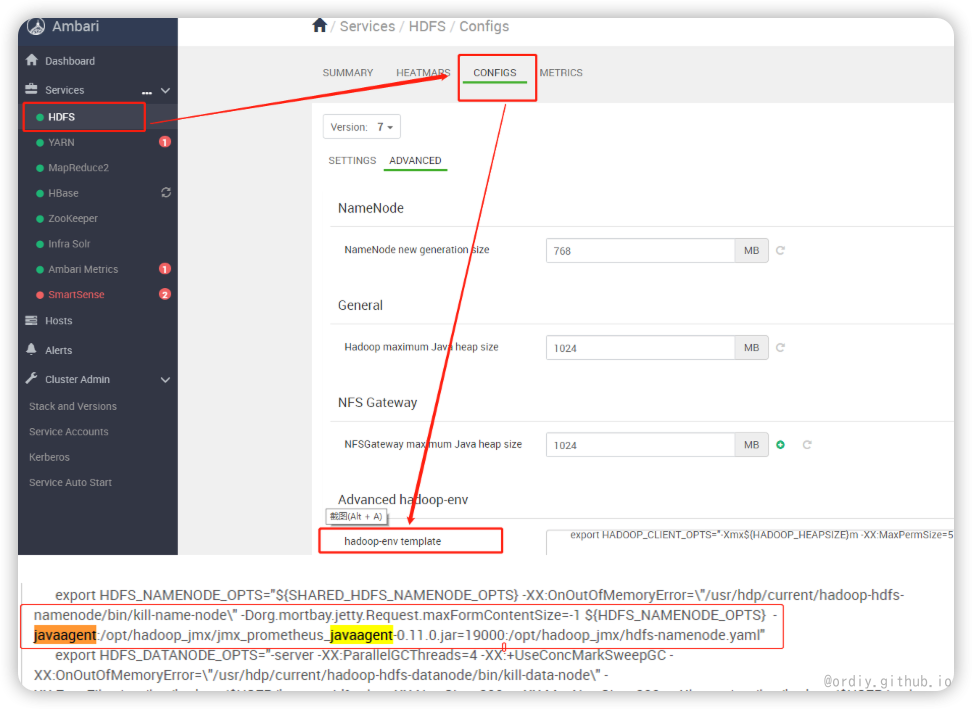 Ambari
/ Services / HDFS / Configs
Dashboard
Services ...
HDFS
YARN 1
MapReduce2
HBase
ZooKeeper
Infra Solr
Ambari Metrics 1
SmartSense 2
Hosts
Alerts
Cluster Admin
Stack and Versions
Service Accounts
Kerberos
Service Auto Start
SUMMARY HEATMAPS CONFIGS METRICS
Version: 7
SETTINGS ADVANCED
NameNode
NameNode new generation size 768 MB
General
Hadoop maximum Java heap size 1024 MB
NFS Gateway
NFSGateway maximum Java heap size 1024 MB
Advanced hadoop-env
截图(Alt + A)
hadoop-env template export HADOOP_CLIENT_OPTS="-Xmx${HADOOP_HEAPSIZE}m -XX:MaxPermSize=5
export HDFS_NAMENODE_OPTS="${SHARED_HDFS_NAMENODE_OPTS} -XX:OnOutOfMemoryError=\"/usr/hdp/current/hadoop-hdfs-
namenode/bin/kill-name-node\" -Dorg.mortbay.jetty.Request.maxFormContentSize=-1 ${HDFS_NAMENODE_OPTS} -
javaagent:/opt/hadoop_jmx/jmx_prometheus_javaagent-0.11.0.jar=19000:/opt/hadoop_jmx/hdfs-namenode.yaml"
export HDFS_DATANODE_OPTS="-server -XX:ParallelGCThreads=4 -XX:+UseConcMarkSweepGC -
XX:OnOutOfMemoryError=\"/usr/hdp/current/hadoop-hdfs-datanode/bin/kill-data-node\" -
@ordiy.github.io